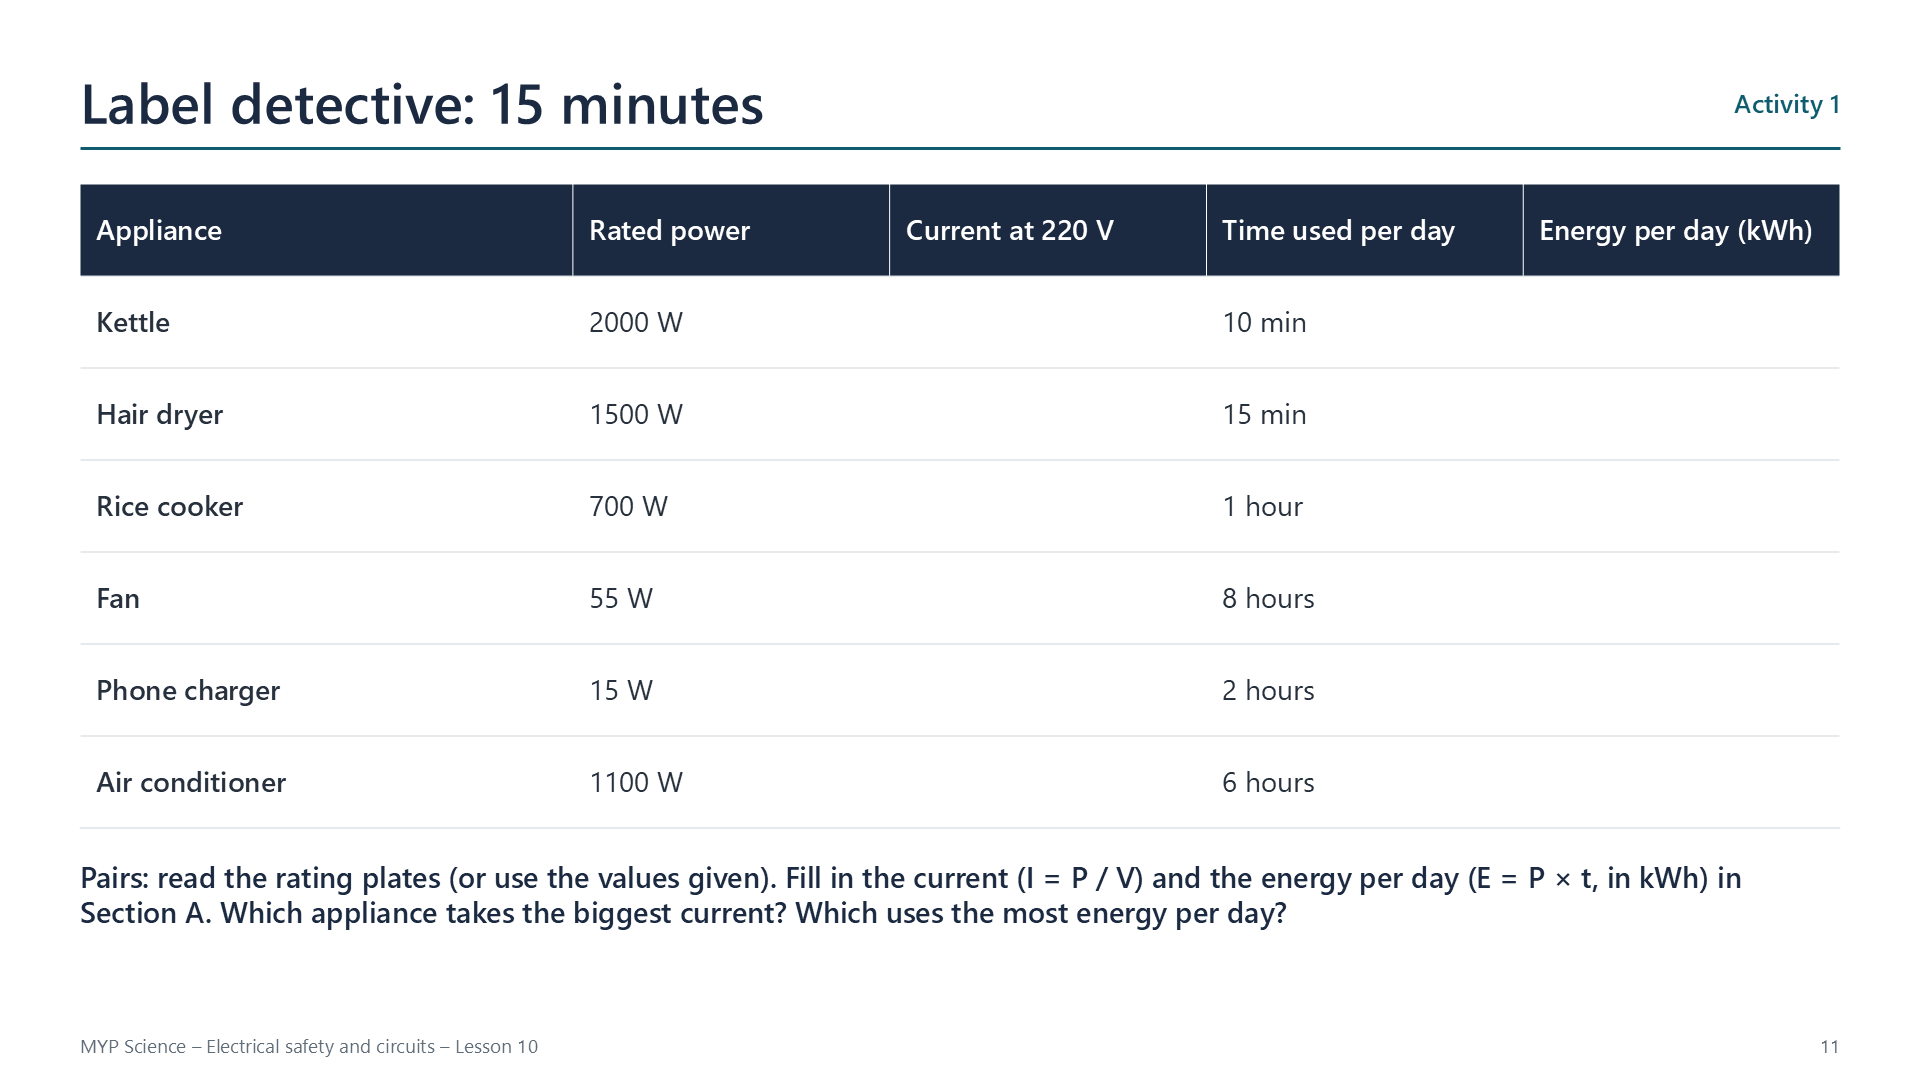 Label detective: 15 minutes
Activity 1
Appliance Rated power Current at 220 V Time used per day Energy per day (kWh)
Kettle 2000 W 10 min
Hair dryer 1500 W 15 min
Rice cooker 700 W 1 hour
Fan 55 W 8 hours
Phone charger 15 W 2 hours
Air conditioner 1100 W 6 hours
Pairs: read the rating plates (or use the values given). Fill in the current (I = P / V) and the energy per day (E = P × t, in kWh) in
Section A. Which appliance takes the biggest current? Which uses the most energy per day?
MYP Science – Electrical safety and circuits – Lesson 10
11